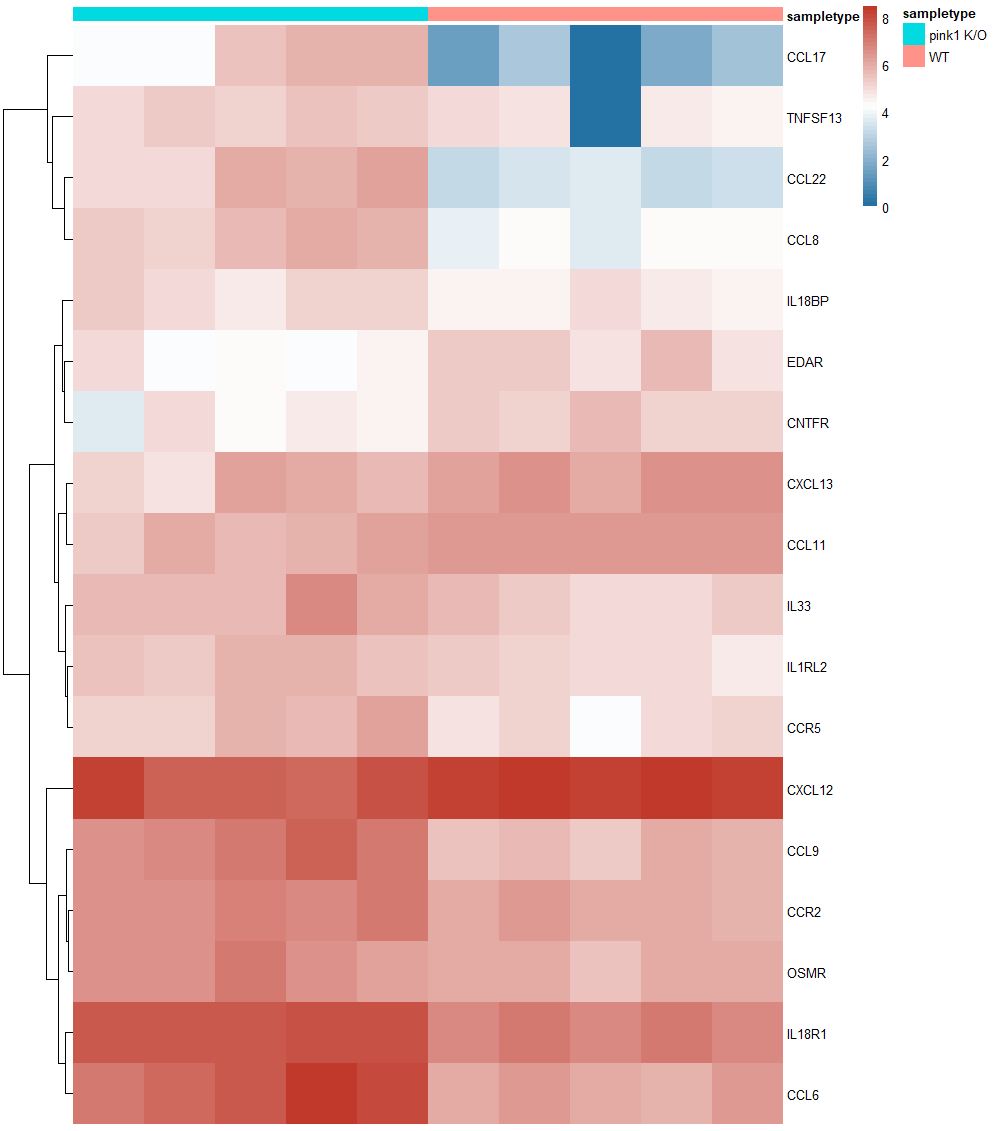 sampletype
CCL17
TNFSF13
CCL22
CCL8
IL18BP
EDAR
CNTFR
CXCL13
CCL11
IL33
IL1RL2
CCR5
CXCL12
CCL9
CCR2
OSMR
IL18R1
CCL6
8
6
4
2
0
sampletype
pink1 K/O
WT